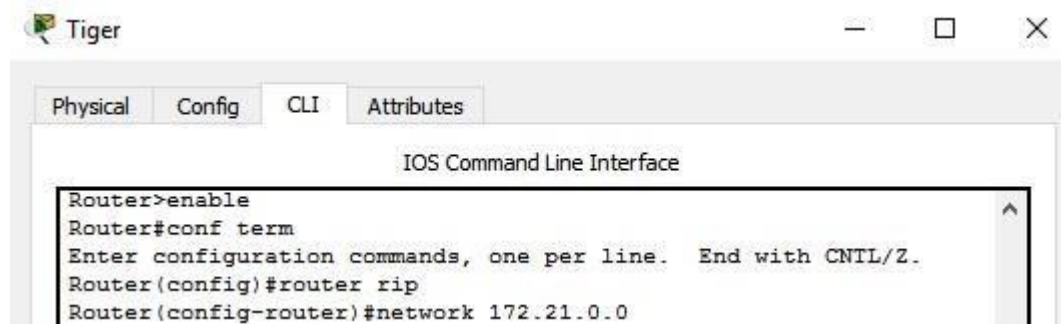 Tiger
Physical Config CLI Attributes
IOS Command Line Interface
Router>enable
Router#conf term
Enter configuration commands, one per line.  End with CNTL/Z.
Router(config)#router rip
Router(config-router)#network 172.21.0.0